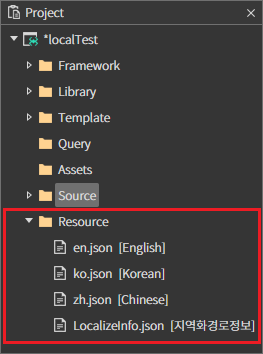 Project
*localTest
Framework
Library
Template
Query
Assets
Source
Resource
en.json [English]
ko.json [Korean]
zh.json [Chinese]
LocalizeInfo.json [지역화경로정보]